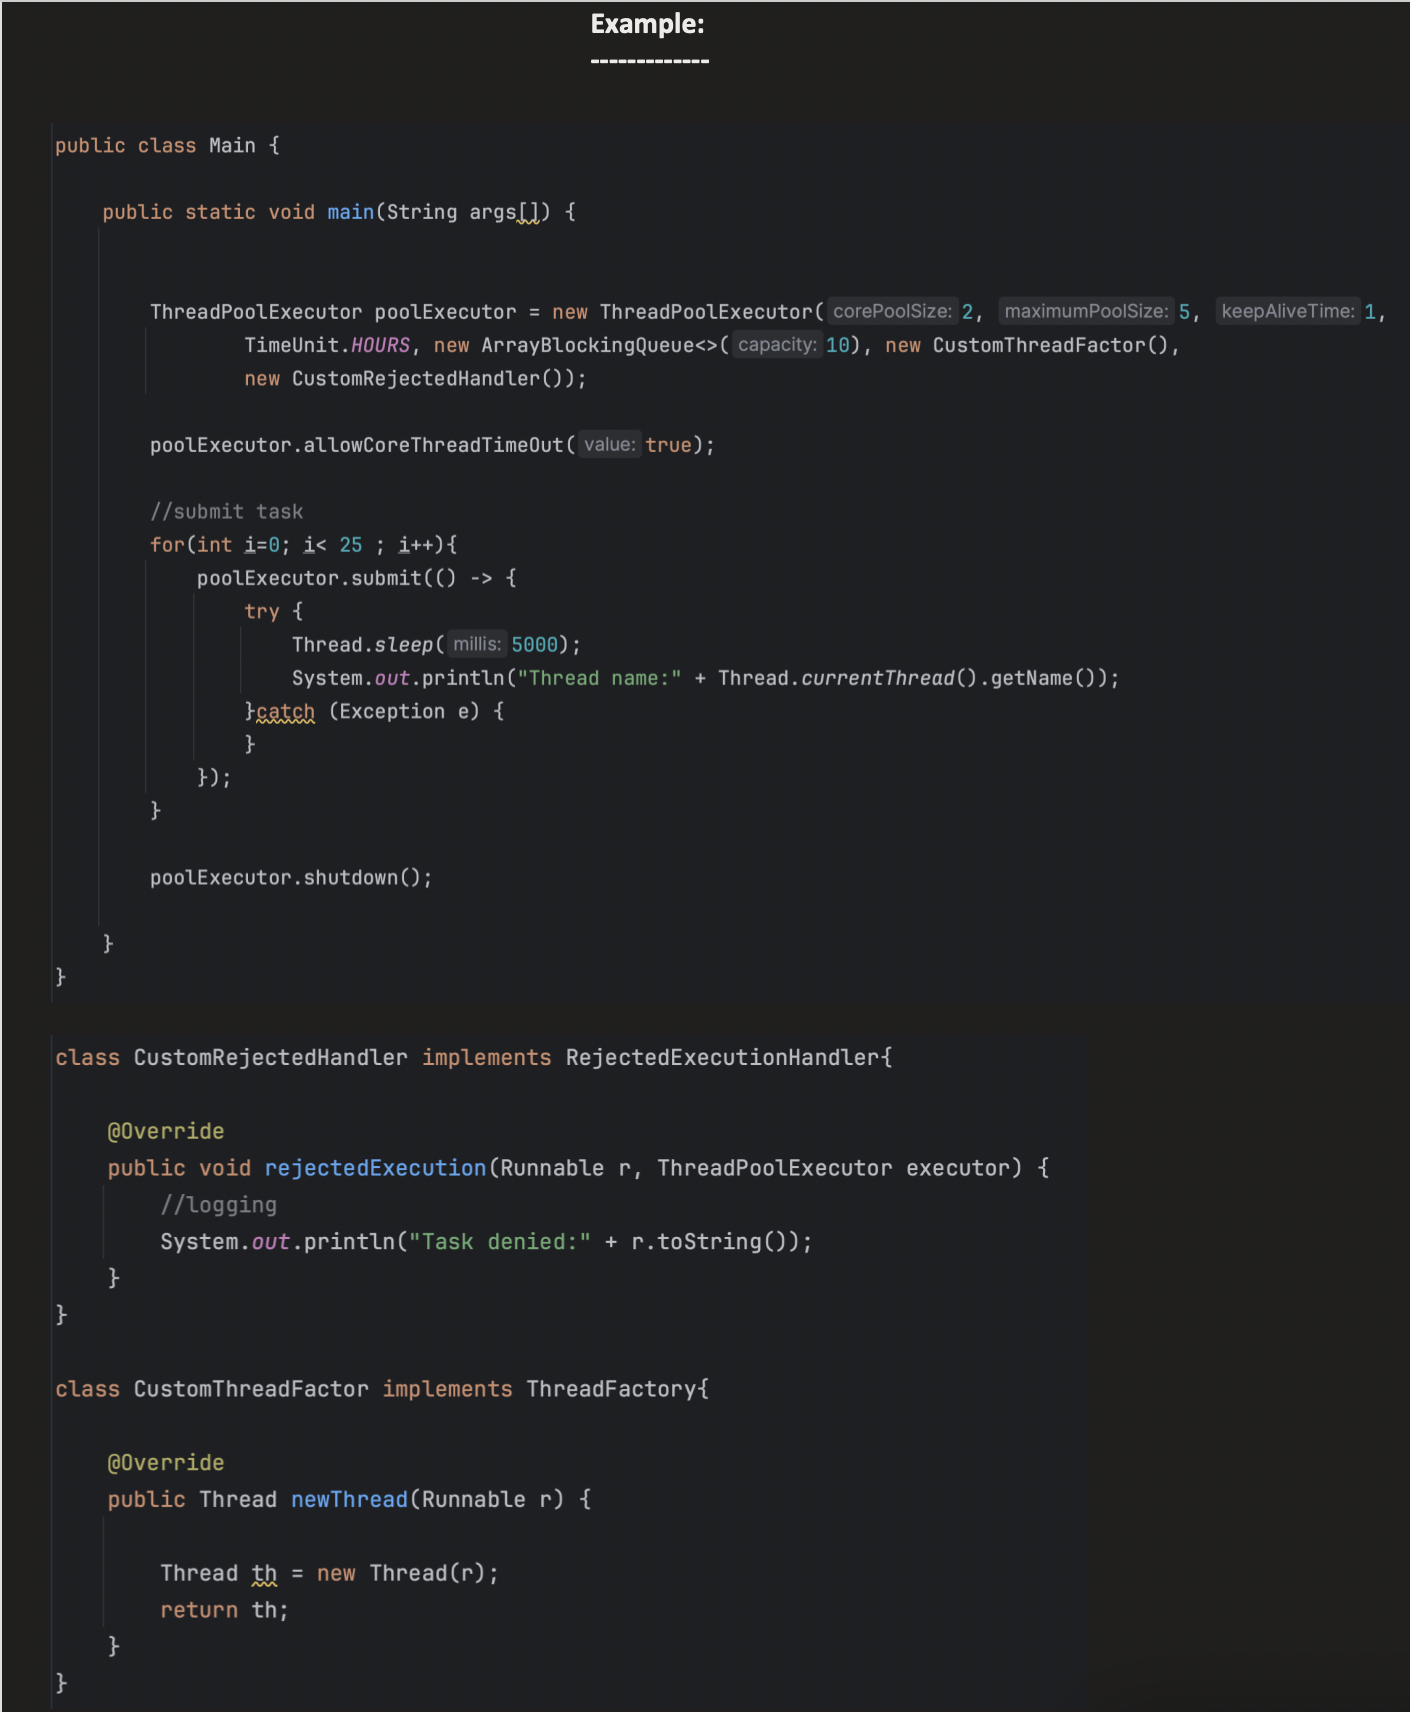 Example:
-------------
public class Main {
public static void main(String args[]) {
ThreadPoolExecutor poolExecutor = new ThreadPoolExecutor( corePoolSize: 2, maximumPoolSize: 5, keepAliveTime: 1,
TimeUnit.HOURS, new ArrayBlockingQueue<>( capacity: 10), new CustomThreadFactor(),
new CustomRejectedHandler());
poolExecutor.allowCoreThreadTimeOut( value: true);
//submit task
for(int i=0; i< 25 ; i++){
poolExecutor.submit(() -> {
try {
Thread.sleep( millis: 5000);
System.out.println("Thread name:" + Thread.currentThread().getName());
}catch (Exception e) {
}
});
}
poolExecutor.shutdown();
}
}
class CustomRejectedHandler implements RejectedExecutionHandler{
@Override
public void rejectedExecution(Runnable r, ThreadPoolExecutor executor) {
//logging
System.out.println("Task denied:" + r.toString());
}
}
class CustomThreadFactor implements ThreadFactory{
@Override
public Thread newThread(Runnable r) {
Thread th = new Thread(r);
return th;
}
}